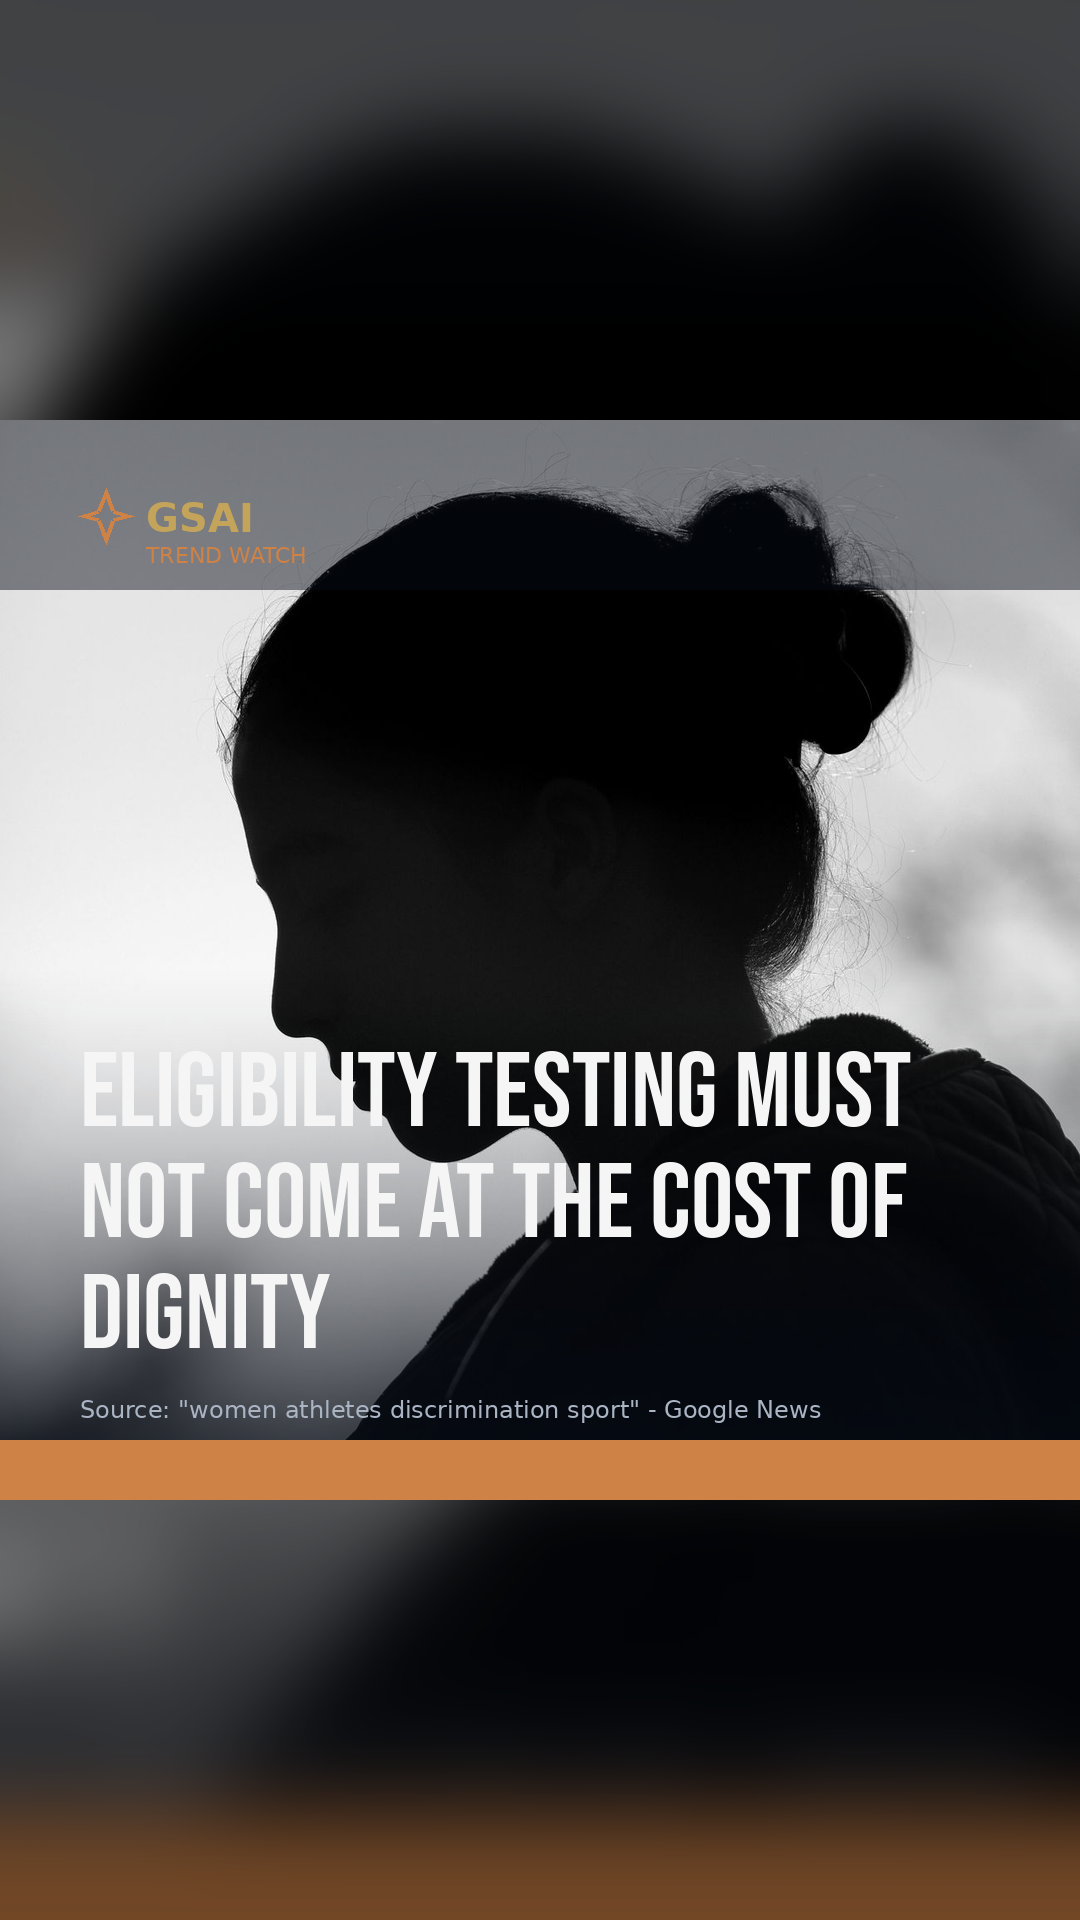 GSAI
TREND WATCH
ELIGIBILITY TESTING MUST
NOT COME AT THE COST OF
DIGNITY
Source: "women athletes discrimination sport" - Google News